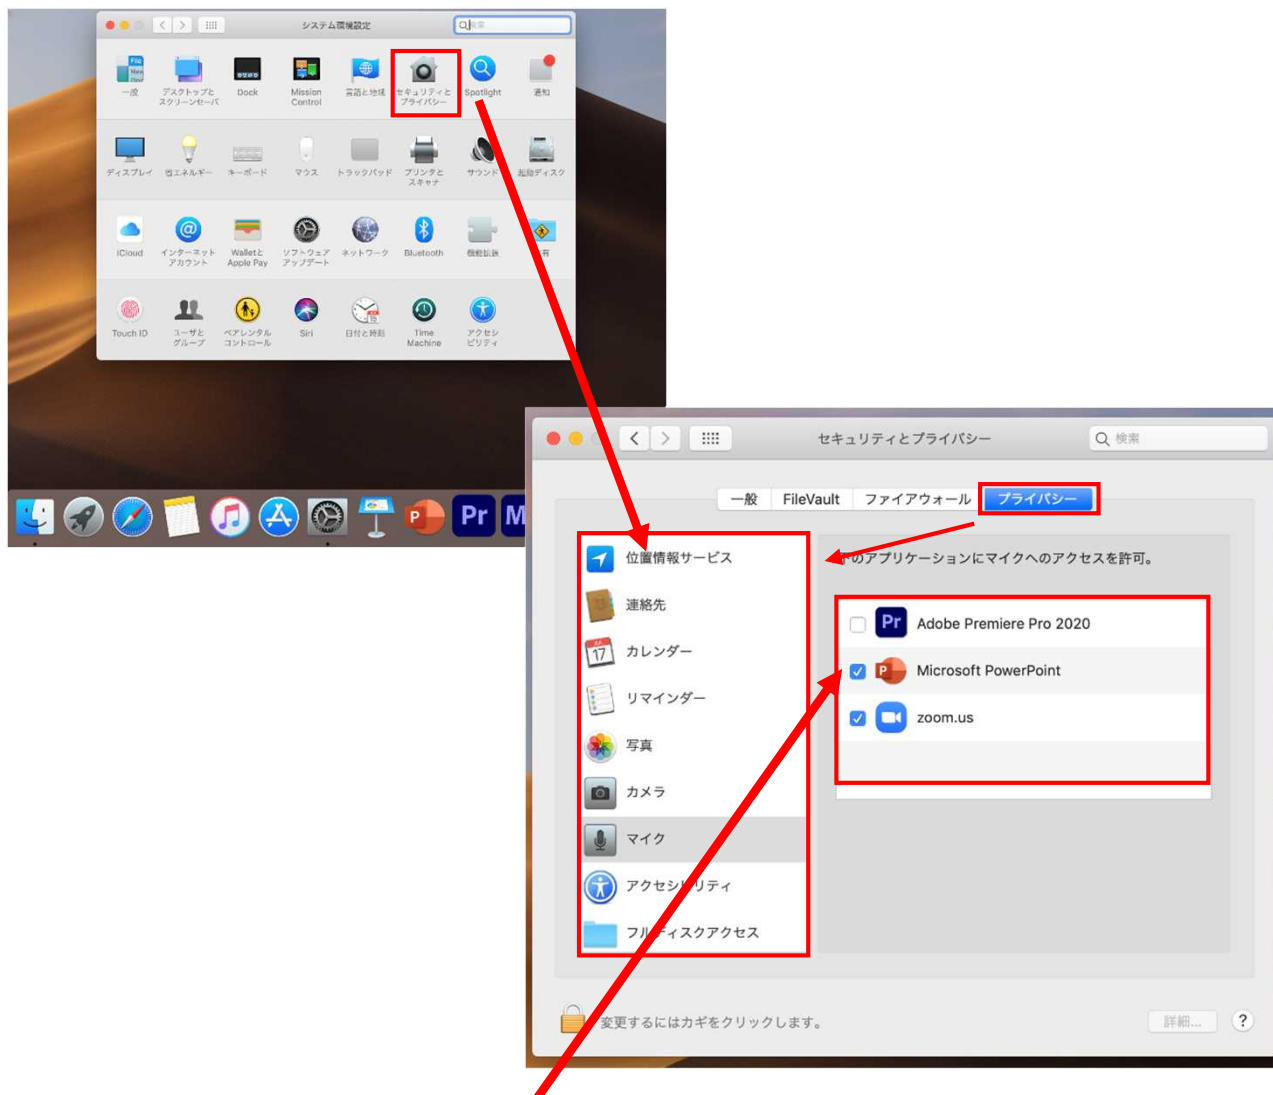 システム環境設定
検索
一般
デスクトップと
スクリーンセーバ
Dock
Mission
Control
言語と地域
セキュリティと
プライバシー
Spotlight
通知
ディスプレイ
省エネルギー
キーボード
マウス
トラックパッド
プリンタと
スキャナ
サウンド
起動ディスク
iCloud
インターネット
アカウント
Walletと
Apple Pay
ソフトウェア
アップデート
ネットワーク
Bluetooth
機能拡張
有
Touch ID
ユーザと
グループ
ペアレンタル
コントロール
Siri
日付と時刻
Time
Machine
アクセシ
ビリティ
Pr
M
セキュリティとプライバシー
検索
一般
FileVault
ファイアウォール
プライバシー
位置情報サービス
連絡先
17
カレンダー
リマインダー
写真
カメラ
マイク
アクセシビリティ
フルディスクアクセス
下のアプリケーションにマイクへのアクセスを許可。
Pr Adobe Premiere Pro 2020
Microsoft PowerPoint
zoom.us
変更するにはカギをクリックします。
詳細...
?